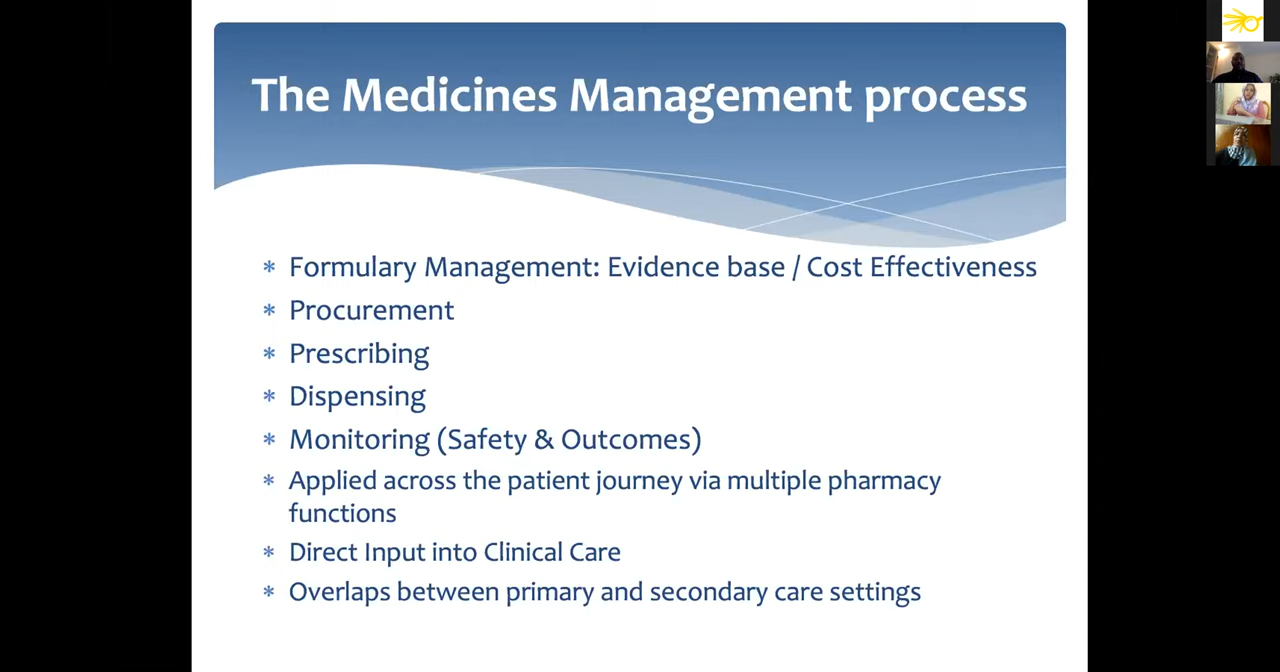 The Medicines Management process
* Formulary Management: Evidence base / Cost Effectiveness
* Procurement
* Prescribing
* Dispensing
* Monitoring (Safety & Outcomes)
* Applied across the patient journey via multiple pharmacy
functions
* Direct Input into Clinical Care
* Overlaps between primary and secondary care settings